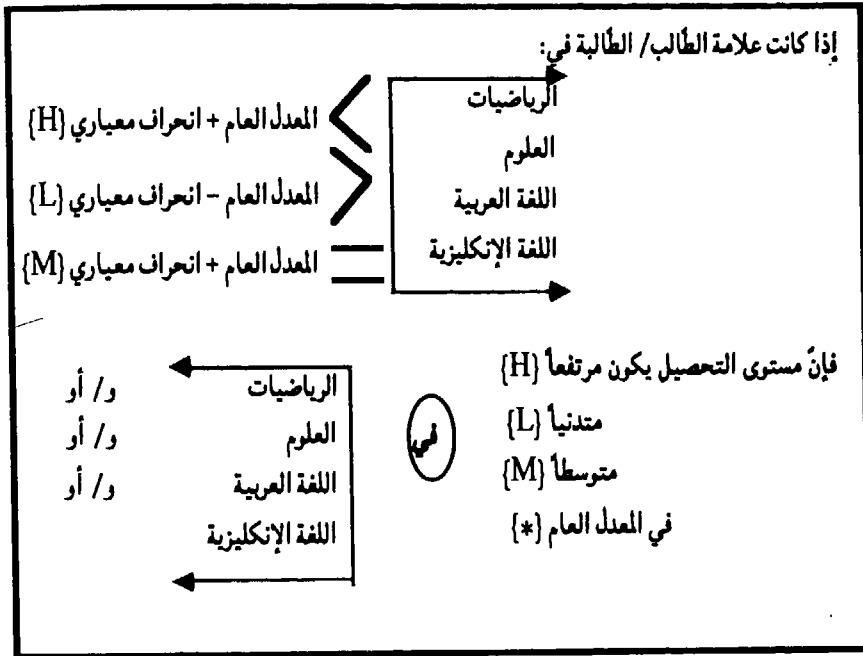 إذا كانت علامة الطالب/ الطالبة في:
الرياضيات
العلوم
اللغة العربية
اللغة الإنكليزية
< المعدل العام + انحراف معياري {H}
> المعدل العام – انحراف معياري {L}
= المعدل العام + انحراف معياري {M}
فإنّ مستوى التحصيل يكون مرتفعاً {H}
متدنياً {L}
متوسطاً {M}
في المعدل العام {*}
في
الرياضيات و/ أو
العلوم و/ أو
اللغة العربية و/ أو
اللغة الإنكليزية